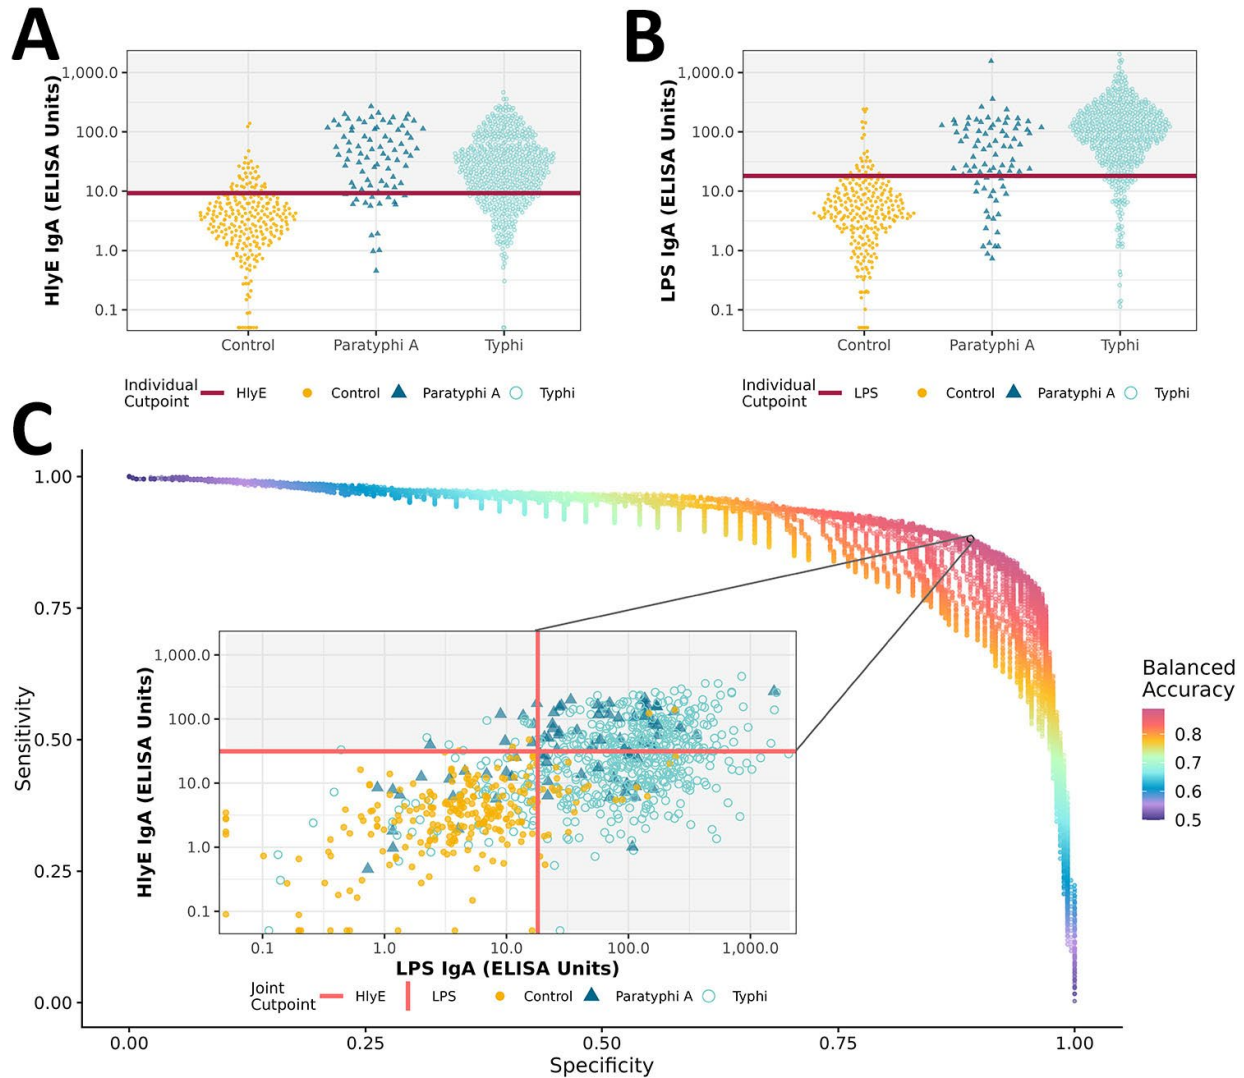 A
HlyE IgA (ELISA Units)
1,000.0
100.0
10.0
1.0
0.1
Control
Paratyphi A
Typhi
Individual
Cutpoint
HlyE
Control
Paratyphi A
Typhi
B
LPS IgA (ELISA Units)
1,000.0
100.0
10.0
1.0
0.1
Control
Paratyphi A
Typhi
Individual
Cutpoint
LPS
Control
Paratyphi A
Typhi
C
Sensitivity
1.00
0.75
0.50
0.25
0.00
HlyE IgA (ELISA Units)
1,000.0
100.0
10.0
1.0
0.1
0.1
1.0
10.0
100.0
1,000.0
LPS IgA (ELISA Units)
Joint
Cutpoint
HlyE
LPS
Control
Paratyphi A
Typhi
Balanced
Accuracy
0.8
0.7
0.6
0.5
0.00
0.25
0.50
0.75
1.00
Specificity